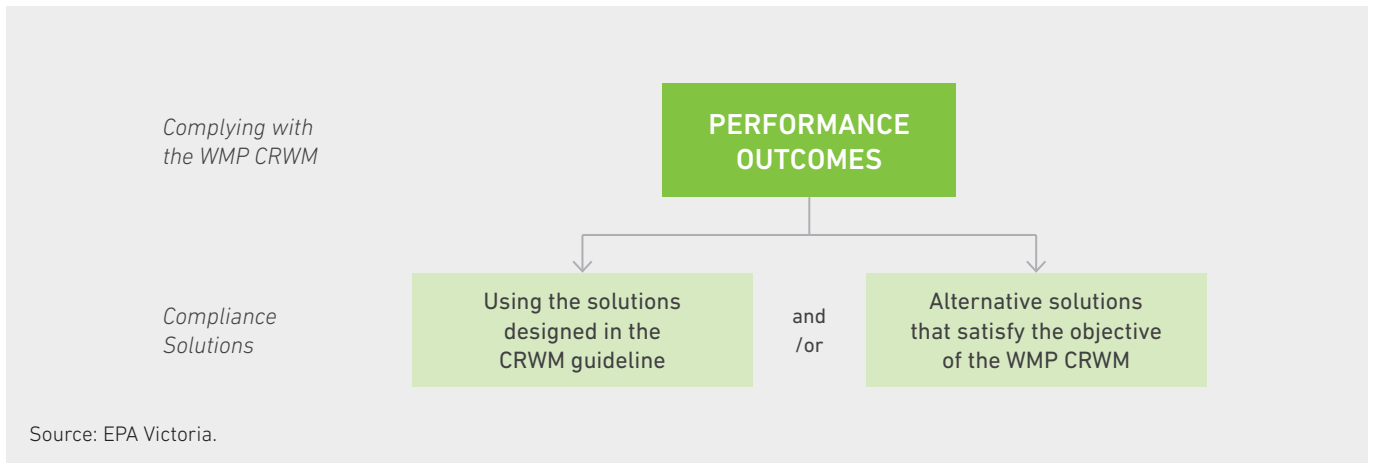 Complying with
the WMP CRWM
PERFORMANCE
OUTCOMES
Compliance
Solutions
Using the solutions
designed in the
CRWM guideline
and
/or
Alternative solutions
that satisfy the objective
of the WMP CRWM
Source: EPA Victoria.